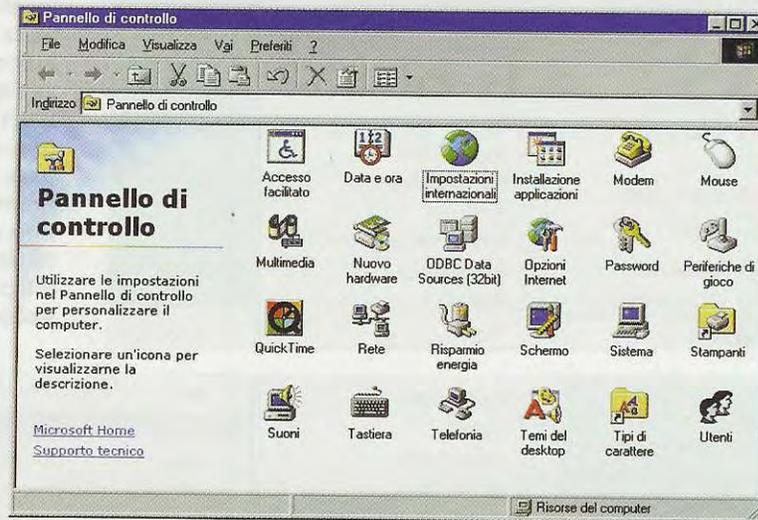 Pannello di controllo
File Modifica Visualizza Vai Preferiti ?
Indirizzo Pannello di controllo
Pannello di
controllo
Utilizzare le impostazioni
nel Pannello di controllo
per personalizzare il
computer.
Selezionare un'icona per
visualizzarne la
descrizione.
Microsoft Home
Supporto tecnico
Accesso
facilitato
Data e ora
Impostazioni
internazionali
Installazione
applicazioni
Modem
Mouse
Multimedia
Nuovo
hardware
ODBC Data
Sources (32bit)
Opzioni
Internet
Password
Periferiche di
gioco
QuickTime
Rete
Risparmio
energia
Schermo
Sistema
Stampanti
Suoni
Tastiera
Telefonia
Temi del
desktop
Tipi di
carattere
Utenti
Risorse del computer